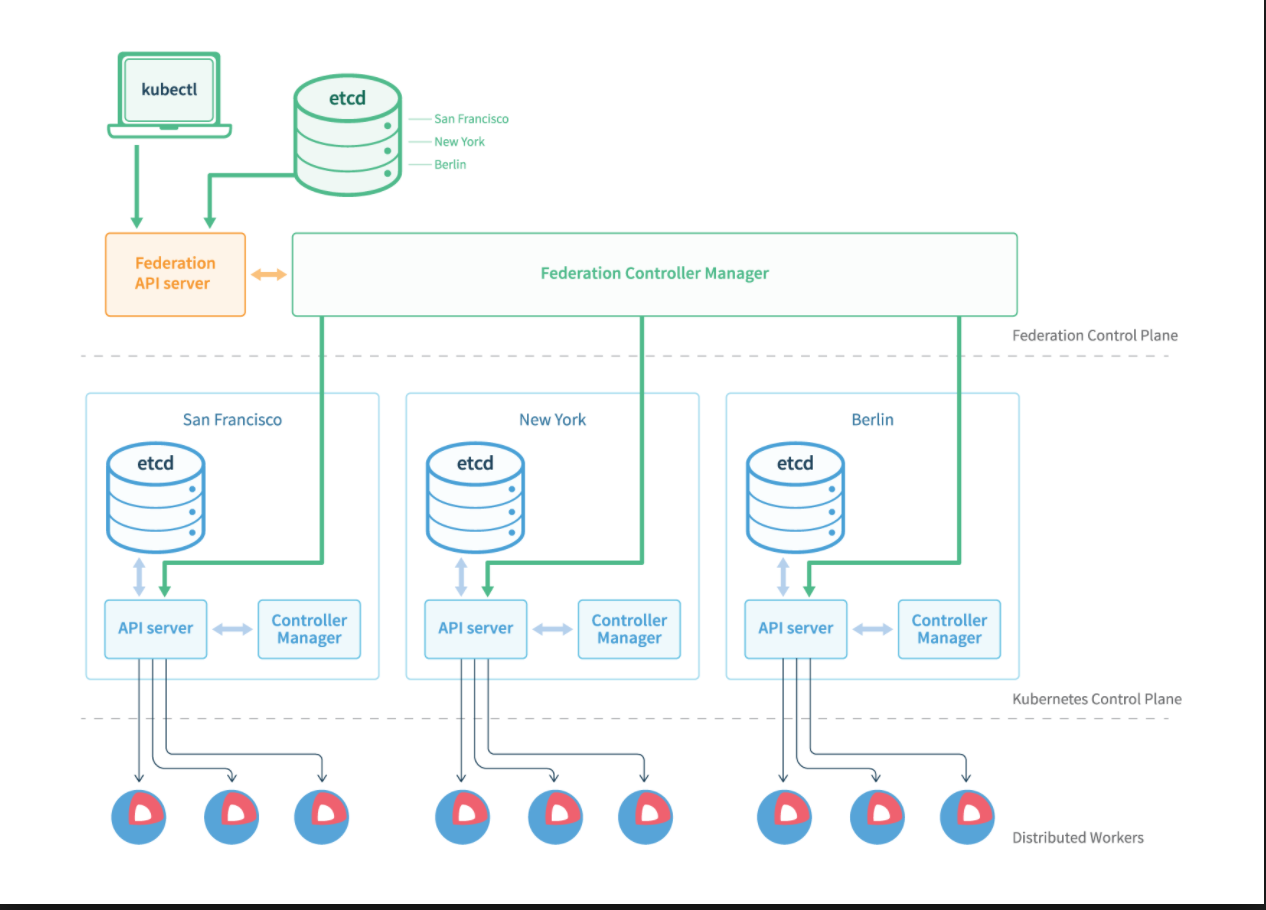 kubectl
etcd
San Francisco
New York
Berlin
Federation
API server
Federation Controller Manager
Federation Control Plane
San Francisco
New York
Berlin
etcd
etcd
etcd
API server
Controller
Manager
API server
Controller
Manager
API server
Controller
Manager
Kubernetes Control Plane
Distributed Workers